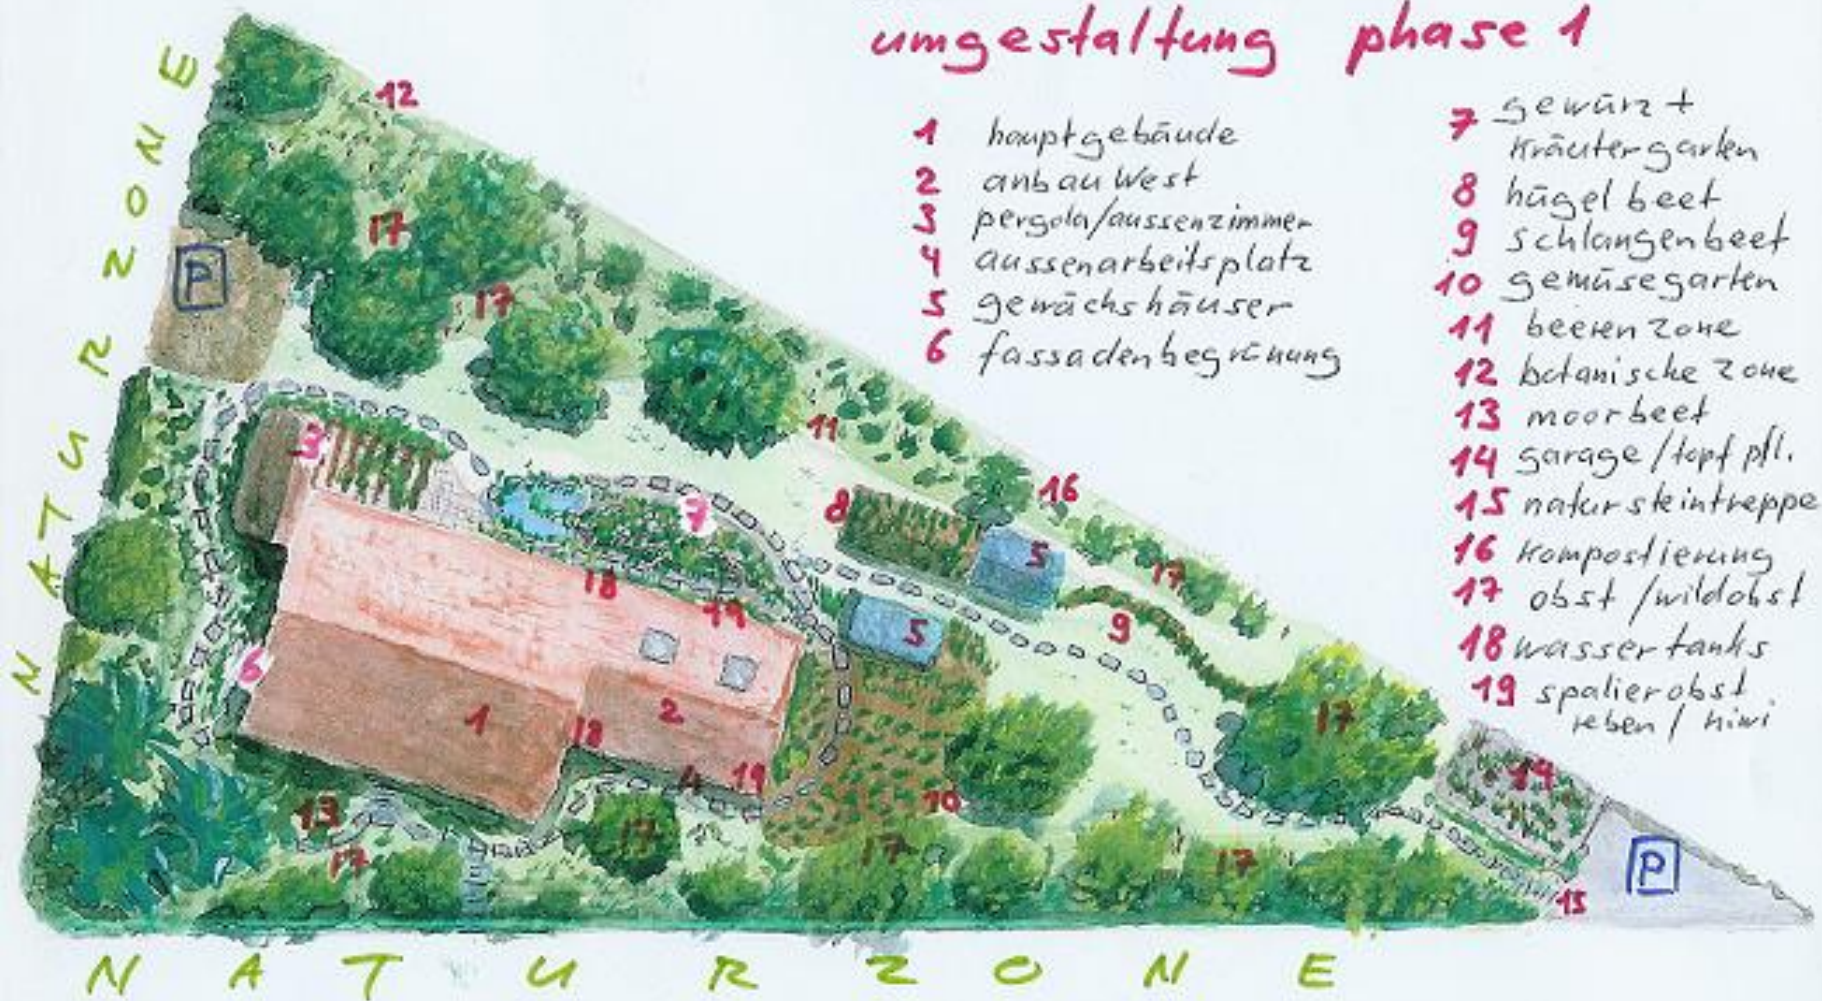 umgestaltung phase 1
1 hauptgebäude
2 anbau West
3 pergola/aussenzimmer
4 aussenarbeitsplatz
5 gewächshäuser
6 fassadenbegrünung
7 gewürz +
kräutergarten
8 hügelbeet
9 schlangenbeet
10 gemüsegarten
11 beerenzone
12 botanische zone
13 moorbeet
14 garage/topfpfl.
15 natursteintreppe
16 kompostierung
17 obst/wildobst
18 wassertanks
19 spalierobst
reben/kiwi
NATURZONE
12
17
P
17
3
11
16
8
7
5
17
18
19
5
9
6
1
2
17
18
4
19
10
14
13
17
17
17
17
P
15
NATURZONE